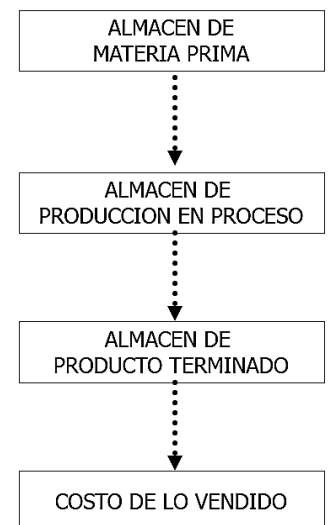 ALMACEN DE
MATERIA PRIMA
ALMACEN DE
PRODUCCION EN PROCESO
ALMACEN DE
PRODUCTO TERMINADO
COSTO DE LO VENDIDO